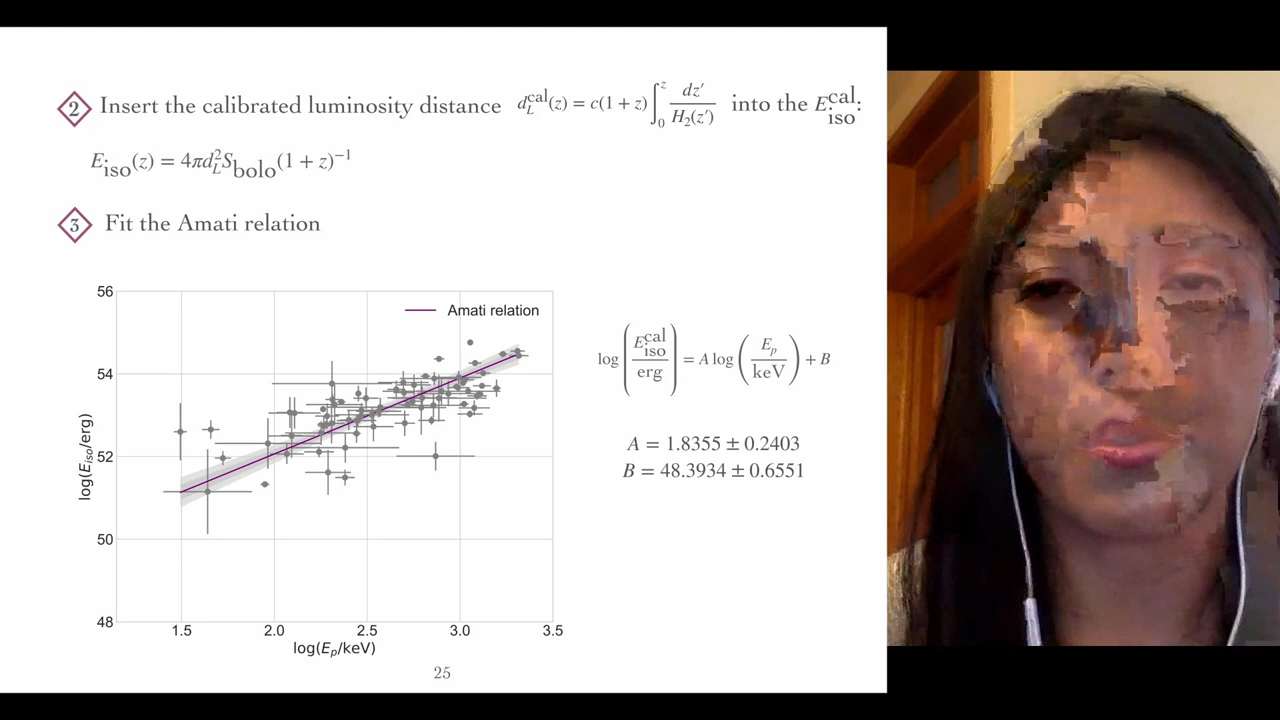 2 Insert the calibrated luminosity distance d_L^cal(z) = c(1 + z) ∫_0^z dz′/H_2(z′) into the E_iso^cal:
E_iso(z) = 4πd_L^2 S_bolo(1 + z)^−1
3 Fit the Amati relation
56
Amati relation
54
52
50
48
log(E_iso/erg)
1.5 2.0 2.5 3.0 3.5
log(E_p/keV)
log(E_iso^cal/erg) = A log(E_p/keV) + B
A = 1.8355 ± 0.2403
B = 48.3934 ± 0.6551
25